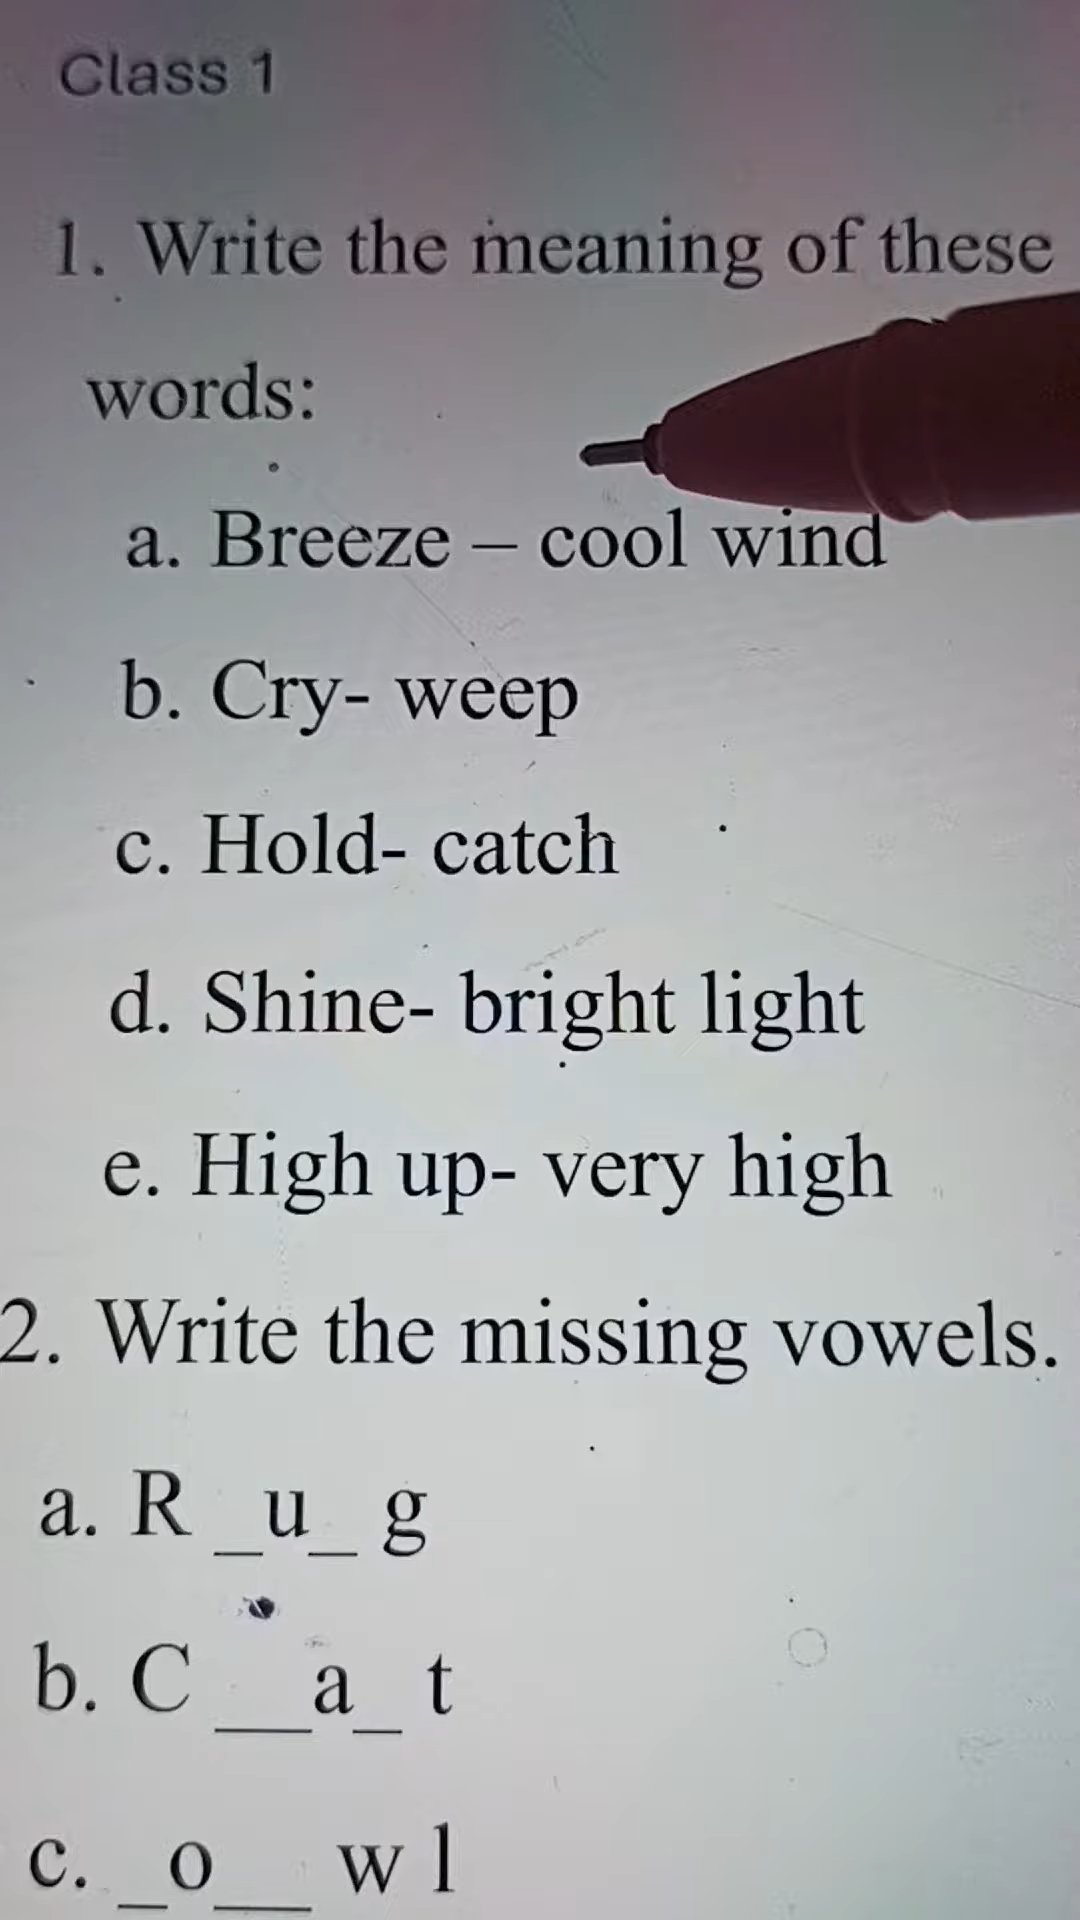 Class 1
1. Write the meaning of these
words:
a. Breeze – cool wind
b. Cry- weep
c. Hold- catch
d. Shine- bright light
e. High up- very high
2. Write the missing vowels.
a. R _u_ g
b. C __a_ t
c. _o__ w l